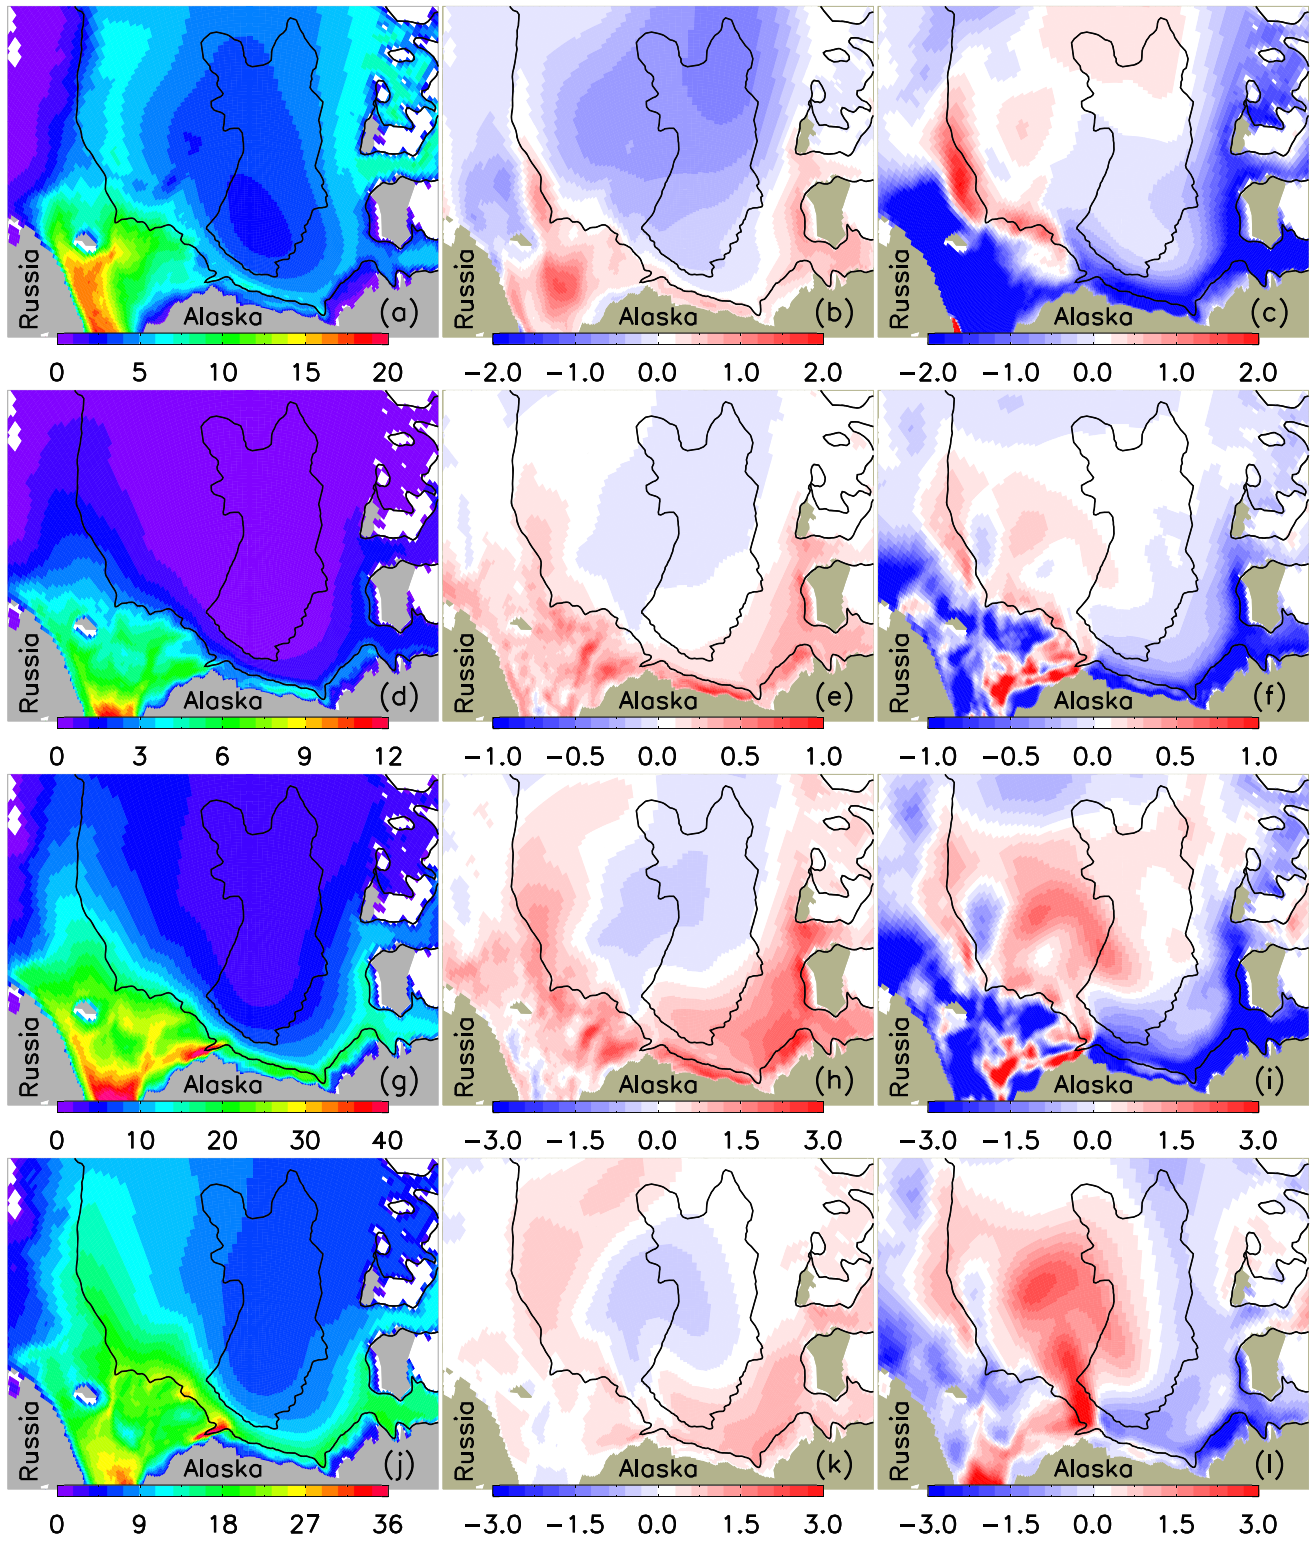 Russia Alaska (a) Russia Alaska (b) Russia Alaska (c)
0 5 10 15 20 −2.0 −1.0 0.0 1.0 2.0 −2.0 −1.0 0.0 1.0 2.0
Russia Alaska (d) Russia Alaska (e) Russia Alaska (f)
0 3 6 9 12 −1.0 −0.5 0.0 0.5 1.0 −1.0 −0.5 0.0 0.5 1.0
Russia Alaska (g) Russia Alaska (h) Russia Alaska (i)
0 10 20 30 40 −3.0 −1.5 0.0 1.5 3.0 −3.0 −1.5 0.0 1.5 3.0
Russia Alaska (j) Russia Alaska (k) Russia Alaska (l)
0 9 18 27 36 −3.0 −1.5 0.0 1.5 3.0 −3.0 −1.5 0.0 1.5 3.0